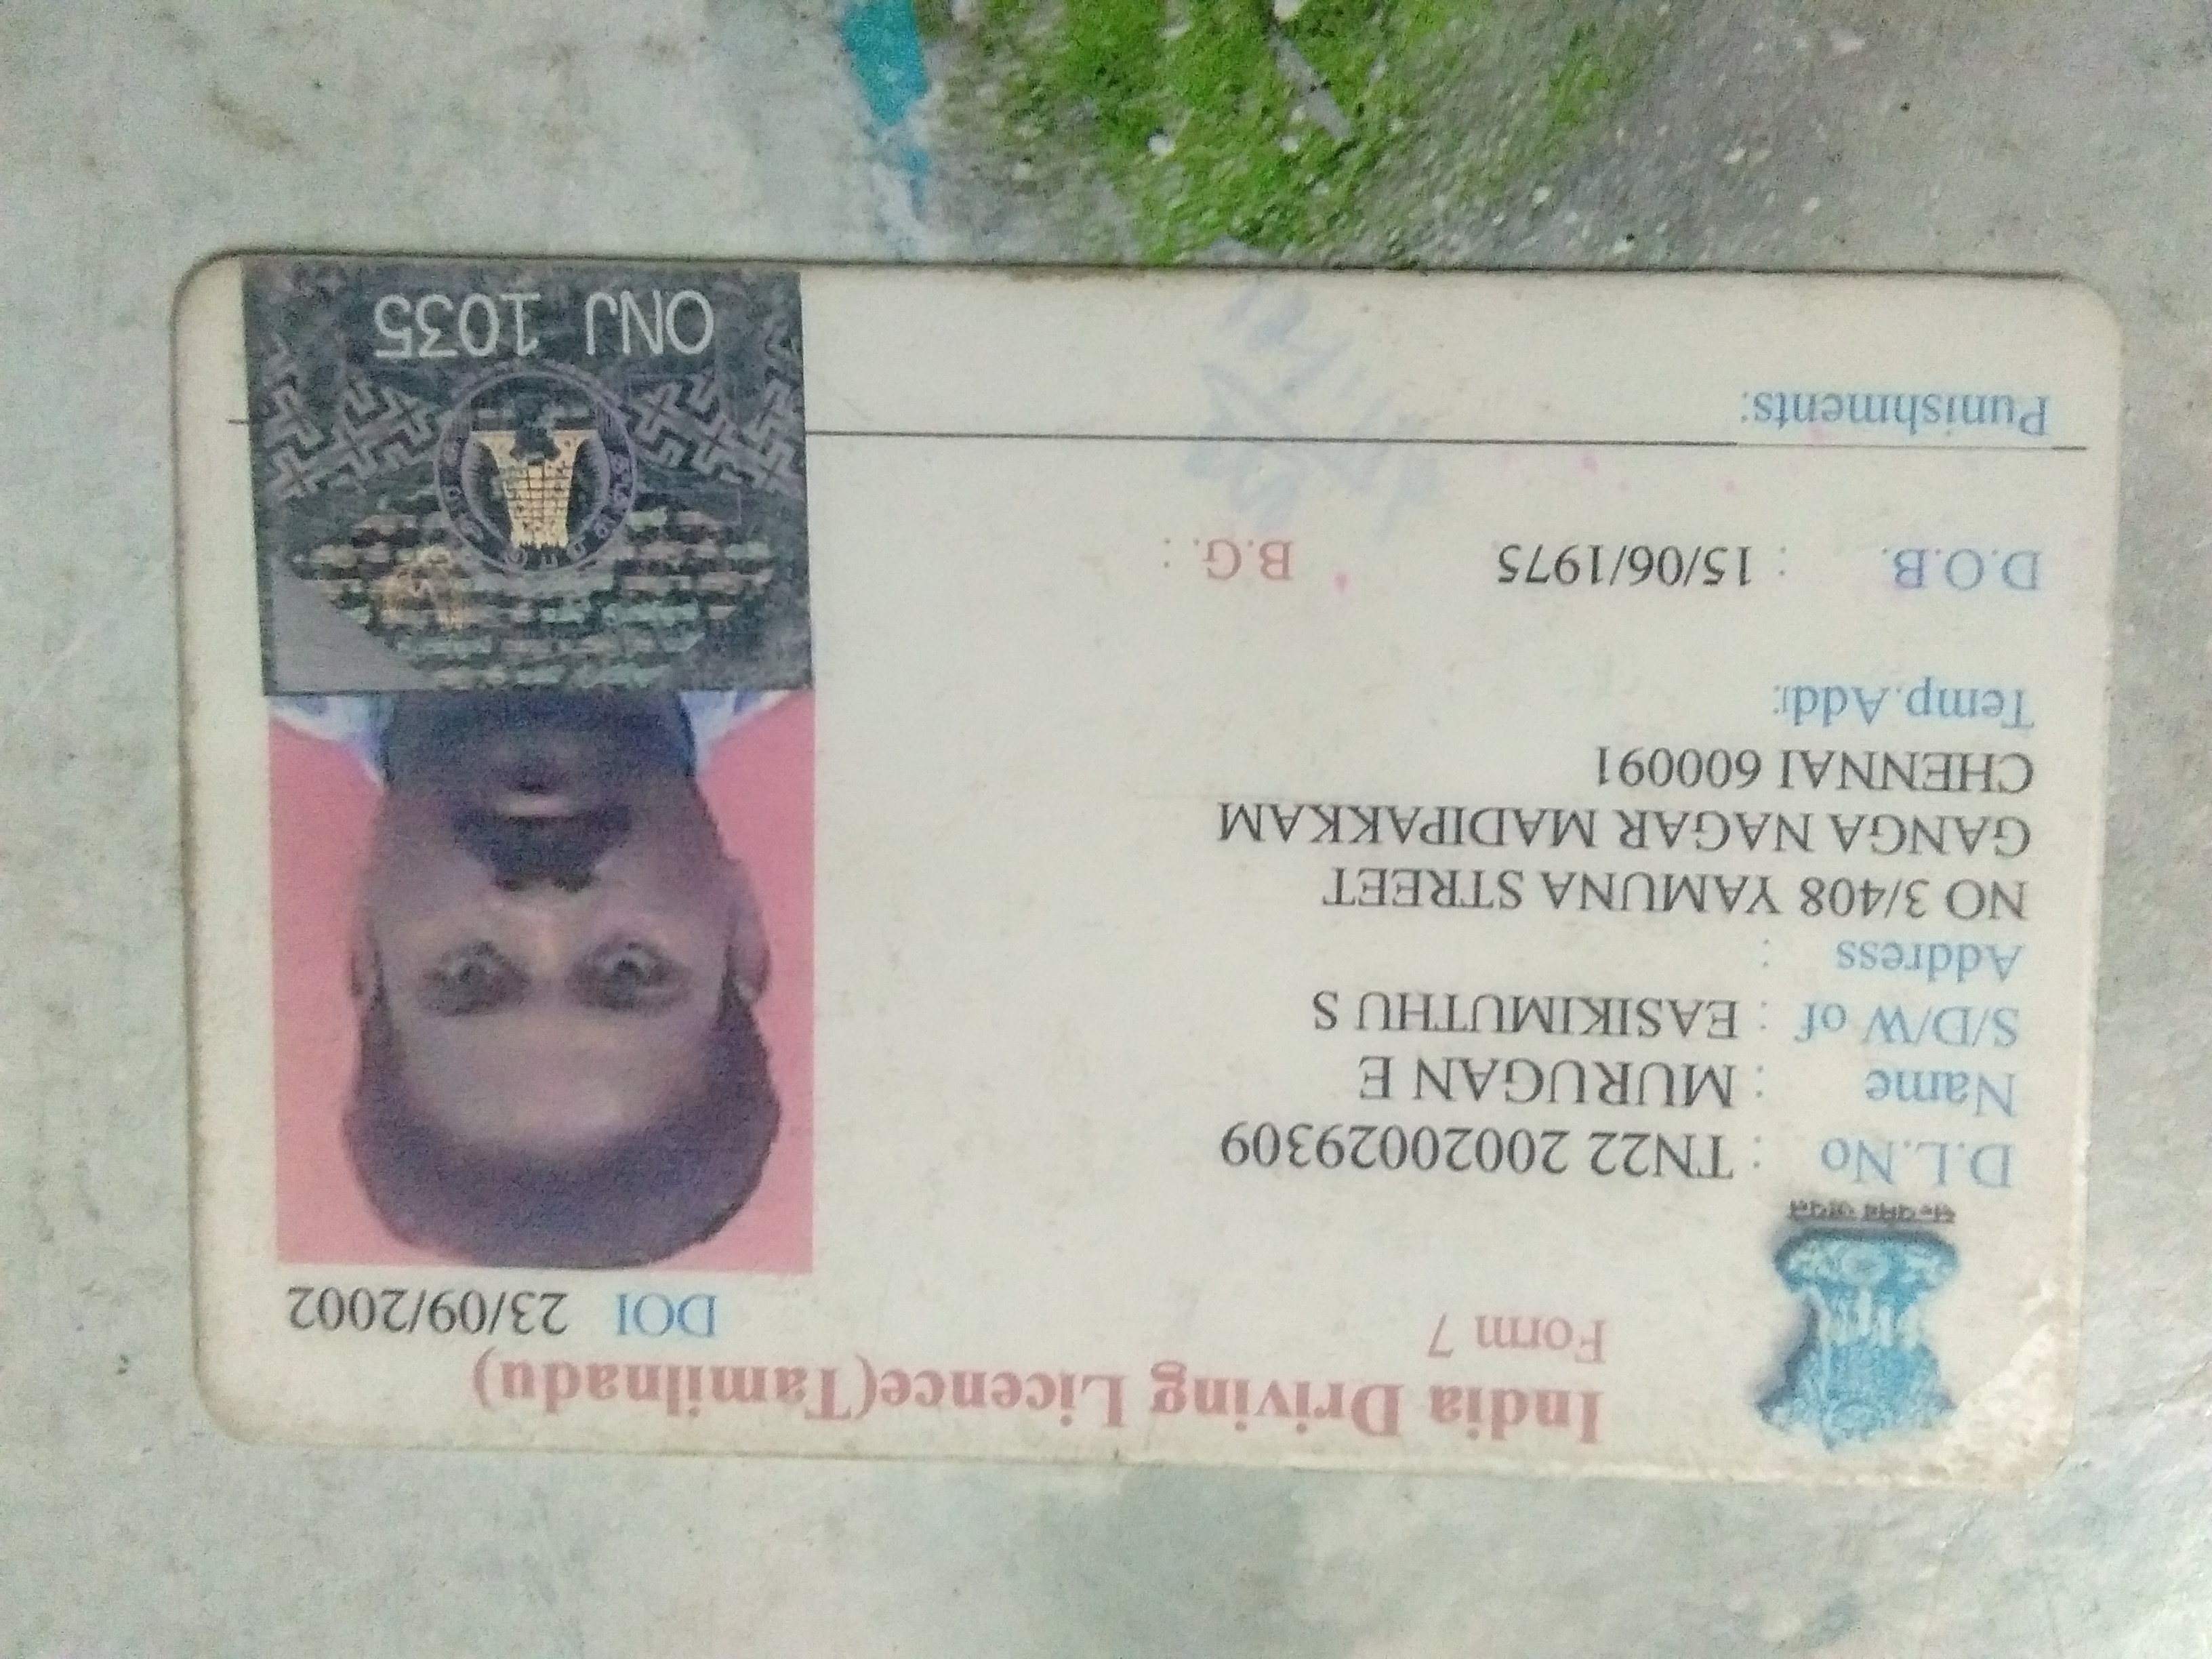 India Driving Licence(Tamilnadu)
Form 7
DOI 23/09/2002
D.L.No : TN22 20020029309
Name : MURUGAN E
S/D/W of : EASIKIMUTHU S
Address :
NO 3/408 YAMUNA STREET
GANGA NAGAR MADIPAKKAM
CHENNAI 600091
Temp.Addr:
D.O.B. : 15/06/1975 B.G. :
Punishments:
ONJ 1035